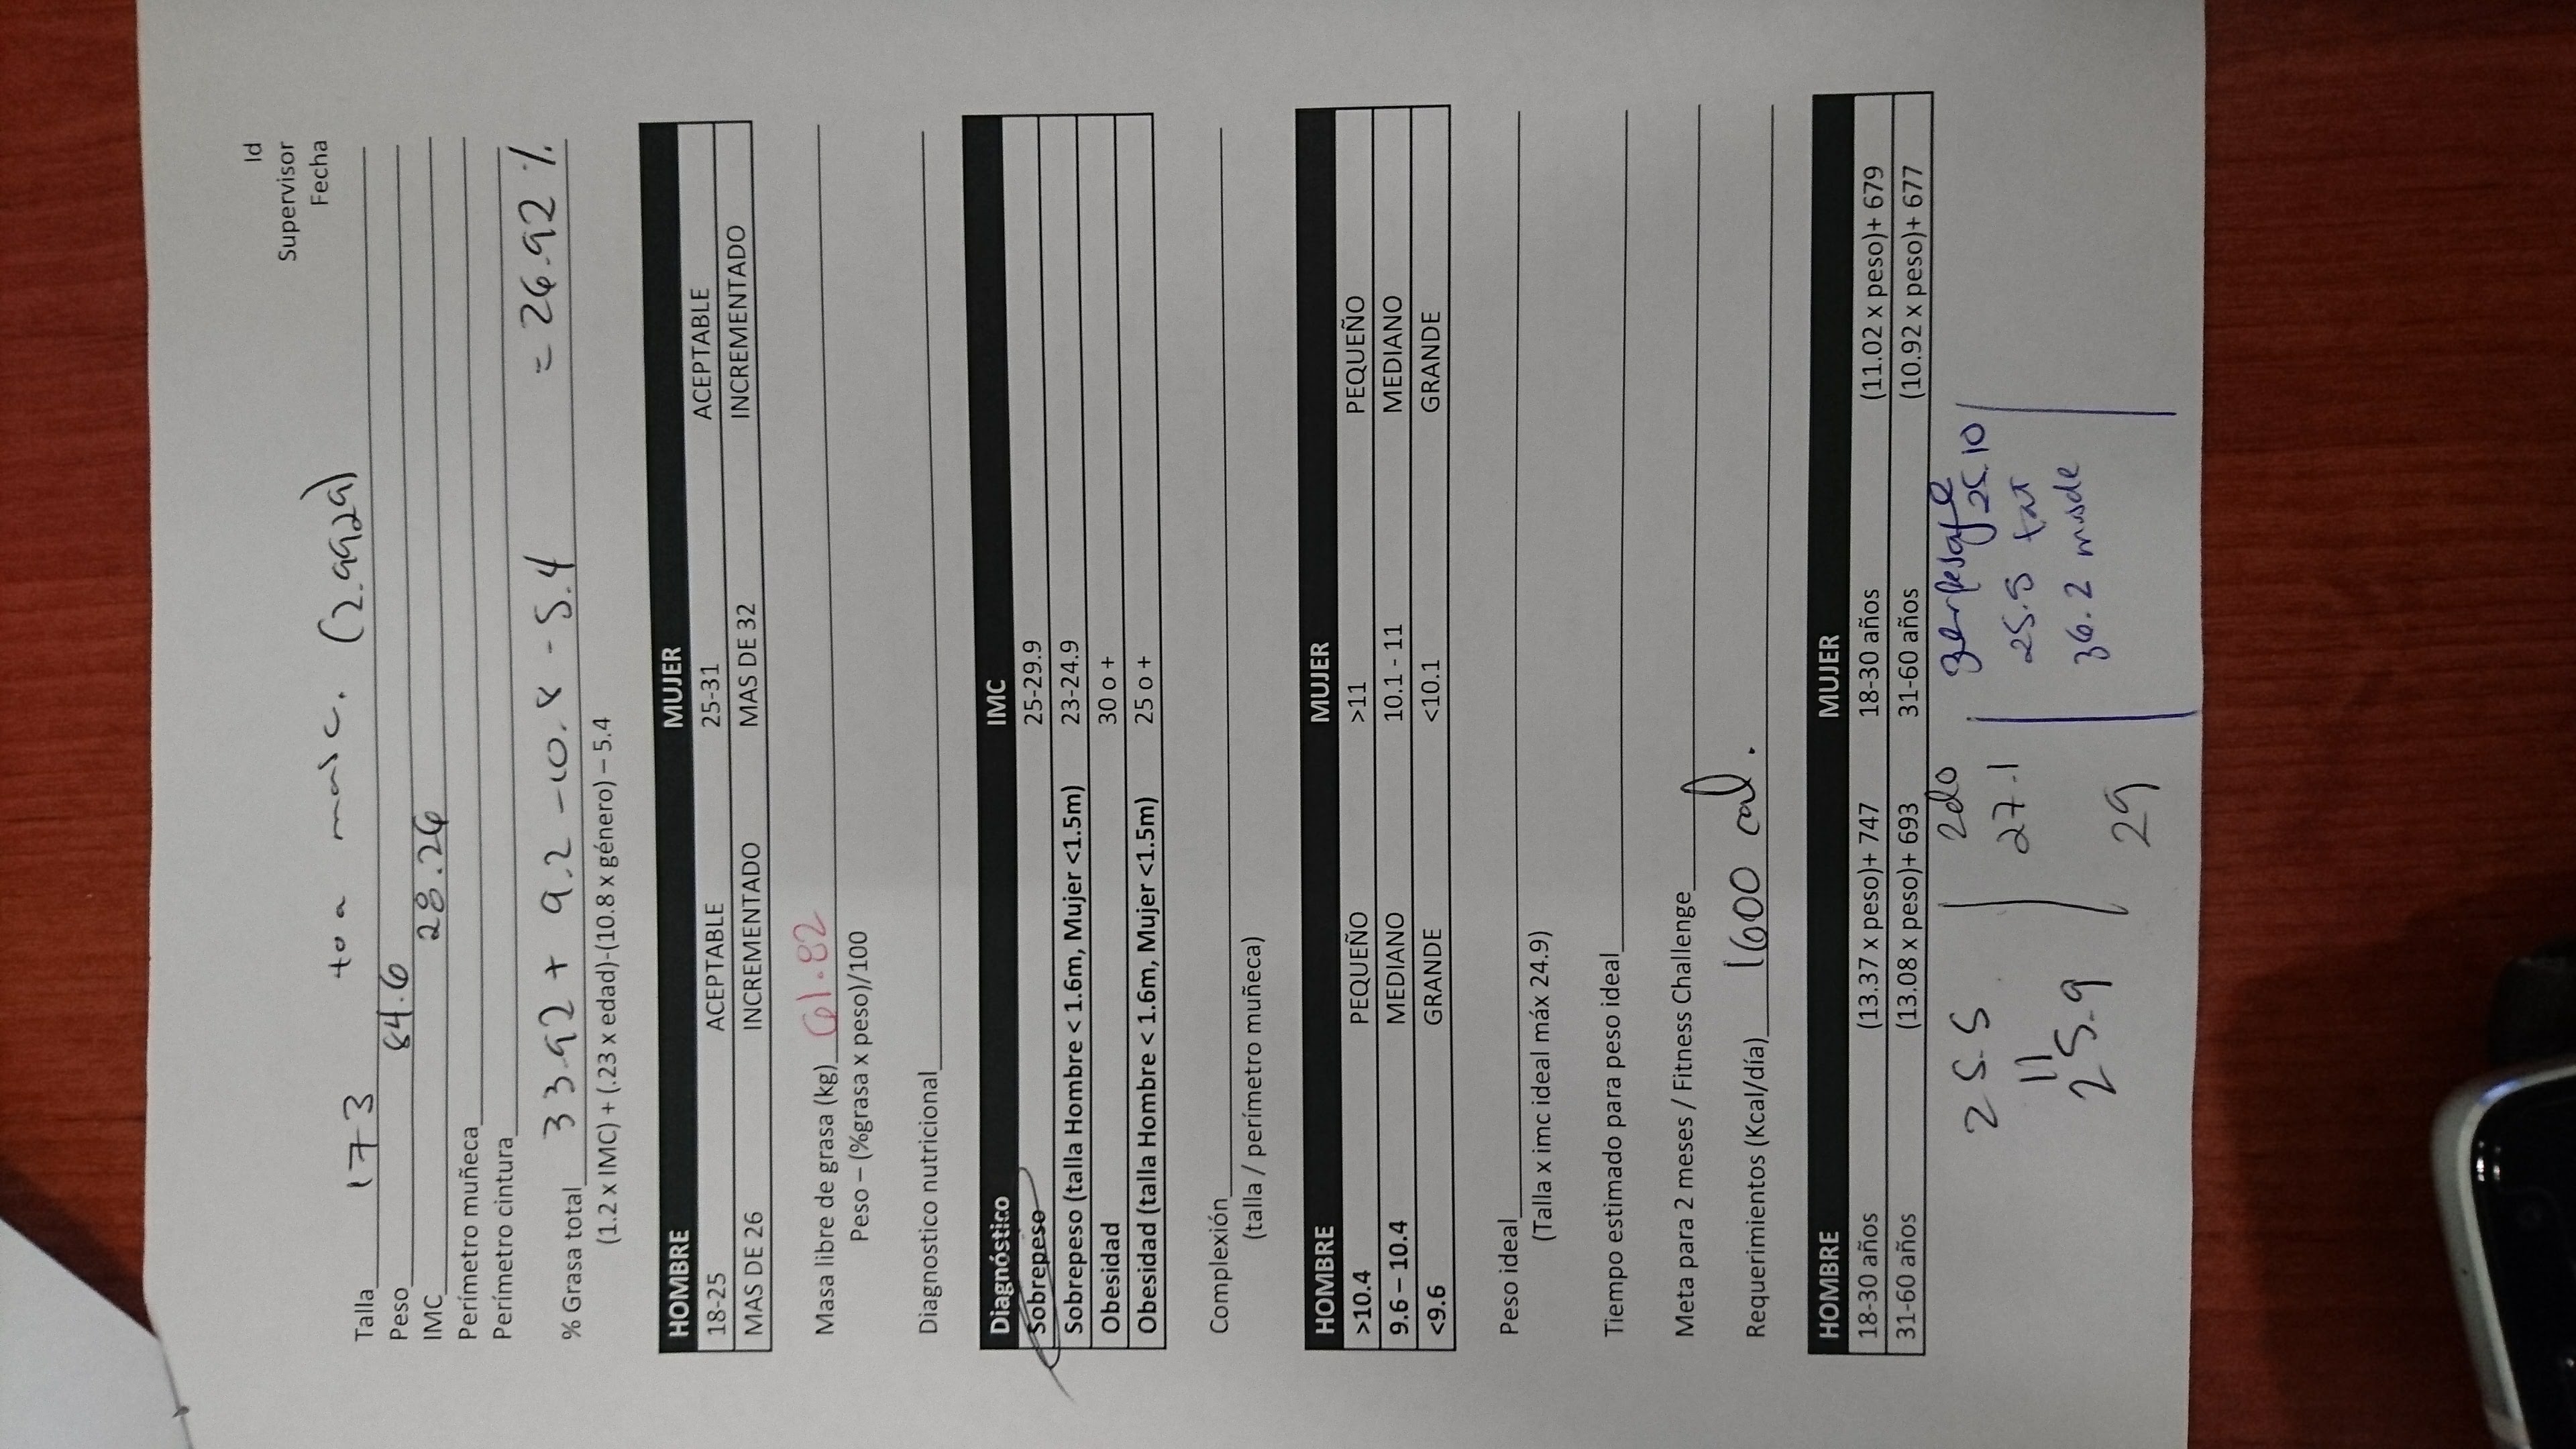 Id
Supervisor
Fecha
masc. (2.9929)
Talla 173
Peso 84.6
IMC 28.26
Perímetro muñeca
Perímetro cintura
% Grasa total 33.92 + 9.2 - 10.8 - 5.4 = 26.92 %
(1.2 x IMC) + (.23 x edad)-(10.8 x género) – 5.4
HOMBRE MUJER
18-25 ACEPTABLE 25-31 ACEPTABLE
MAS DE 26 INCREMENTADO MAS DE 32 INCREMENTADO
Masa libre de grasa (kg) 61.82
Peso – (%grasa x peso)/100
Diagnostico nutricional
Diagnóstico IMC
Sobrepeso 25-29.9
Sobrepeso (talla Hombre < 1.6m, Mujer <1.5m) 23-24.9
Obesidad 30 o +
Obesidad (talla Hombre < 1.6m, Mujer <1.5m) 25 o +
Complexión
(talla / perímetro muñeca)
HOMBRE MUJER
>10.4 PEQUEÑO >11 PEQUEÑO
9.6 – 10.4 MEDIANO 10.1 - 11 MEDIANO
<9.6 GRANDE <10.1 GRANDE
Peso ideal
(Talla x imc ideal máx 24.9)
Tiempo estimado para peso ideal
Meta para 2 meses / Fitness Challenge
Requerimientos (Kcal/día) 1600 cal.
HOMBRE MUJER
18-30 años (13.37 x peso)+ 747 18-30 años (11.02 x peso)+ 679
31-60 años (13.08 x peso)+ 693 31-60 años (10.92 x peso)+ 677
25.5 2do 3er pesaje
11 27.1 25.10
25.9 29 25.5 fat
36.2 musde